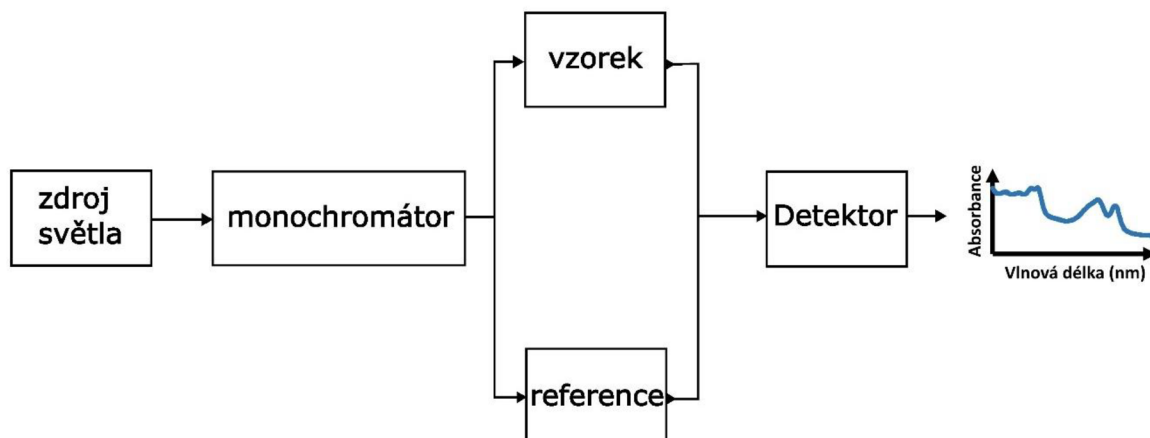 vzorek
zdroj
světla
monochromátor
Detektor
Absorbance
Vlnová délka (nm)
reference